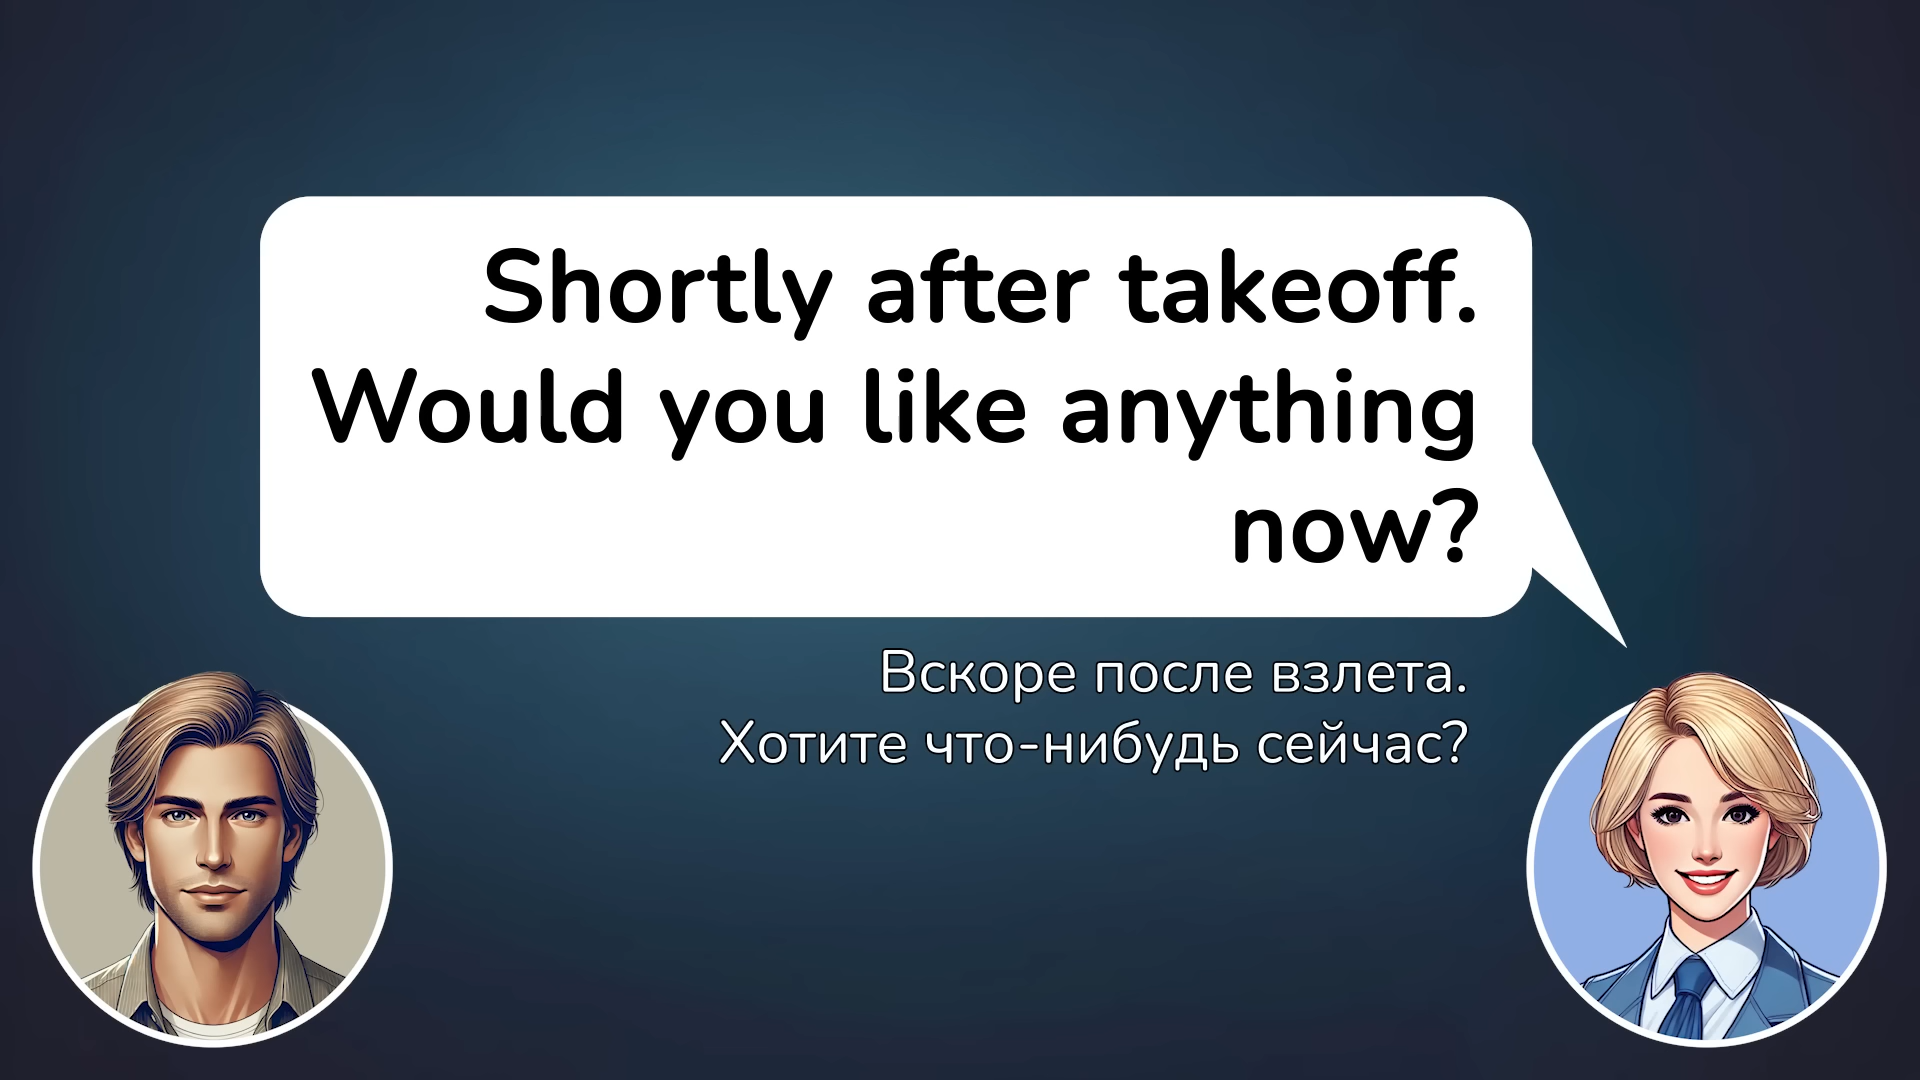 Shortly after takeoff.
Would you like anything
now?
Вскоре после взлета.
Хотите что-нибудь сейчас?